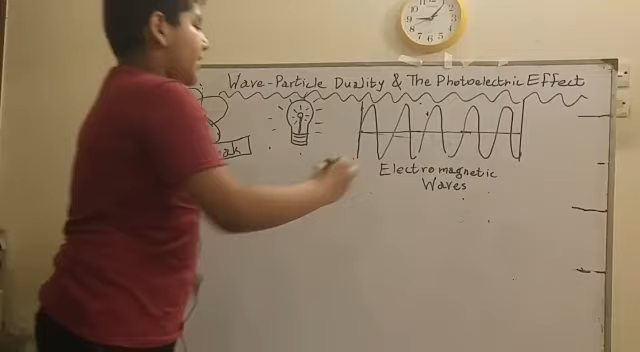 Wave-Particle Duality & The Photoelectric Effect
Electromagnetic
Waves